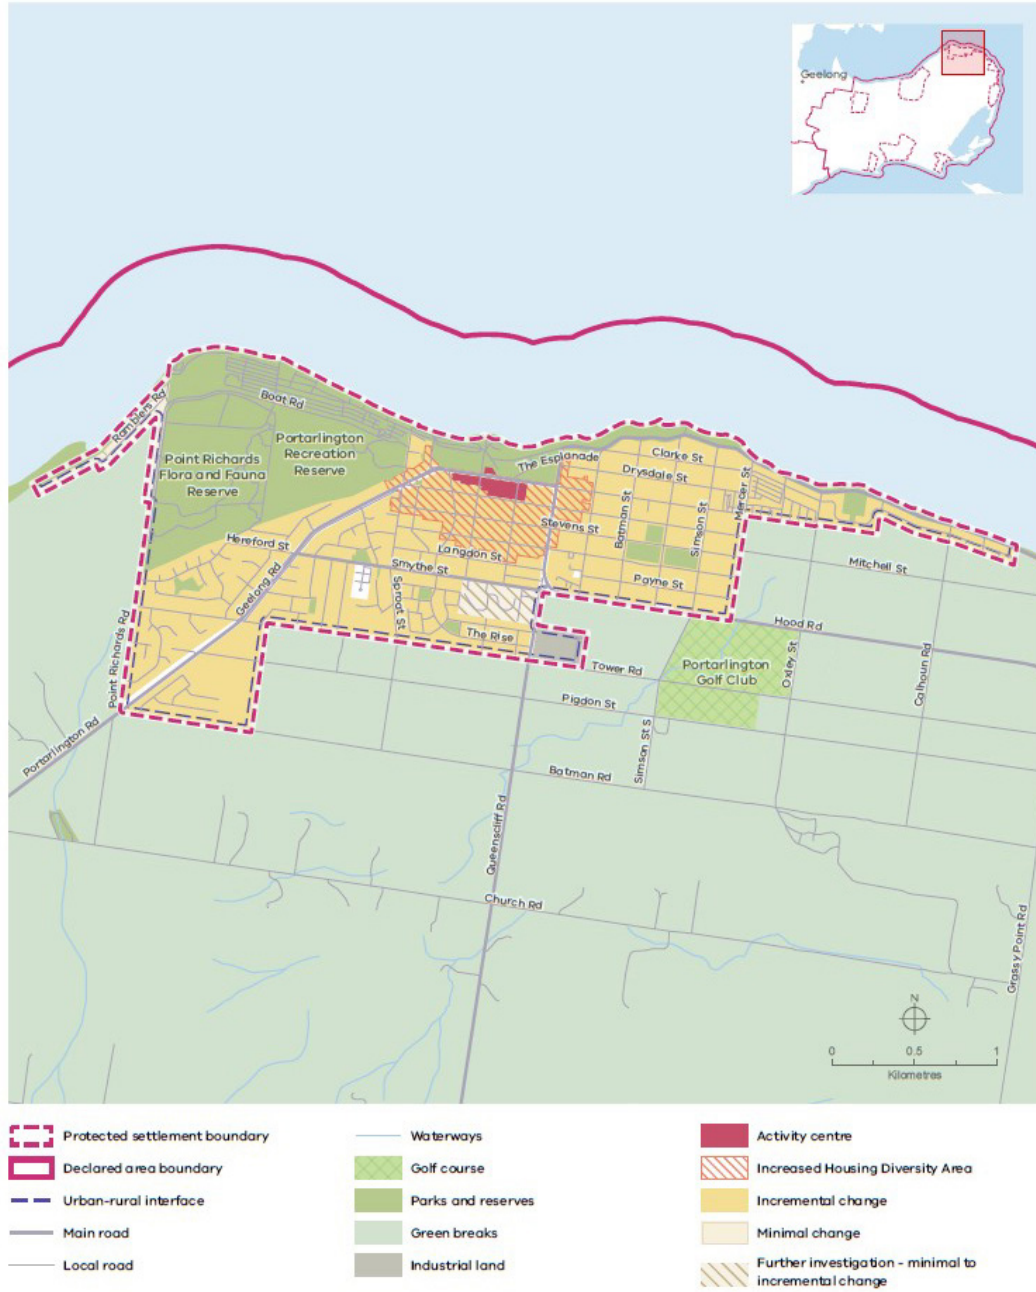 Geelong
Ramblers Rd
Boat Rd
Portarlington
Recreation
Reserve
Point Richards
Flora and Fauna
Reserve
The Esplanade
Clarke St
Drysdale St
Mercer St
Batman St
Simson St
Stevens St
Hereford St
Langdon St
Smythe St
Payne St
Mitchell St
Geelong Rd
Sproat St
The Rise
Hood Rd
Point Richards Rd
Tower Rd
Portarlington
Golf Club
Oxley St
Calhoun Rd
Pigdon St
Portarlington Rd
Simson St S
Batman Rd
Queenscliff Rd
Church Rd
Grassy Point Rd
N
0 0.5 1
Kilometres
Protected settlement boundary
Declared area boundary
Urban-rural interface
Main road
Local road
Waterways
Golf course
Parks and reserves
Green breaks
Industrial land
Activity centre
Increased Housing Diversity Area
Incremental change
Minimal change
Further investigation - minimal to
incremental change